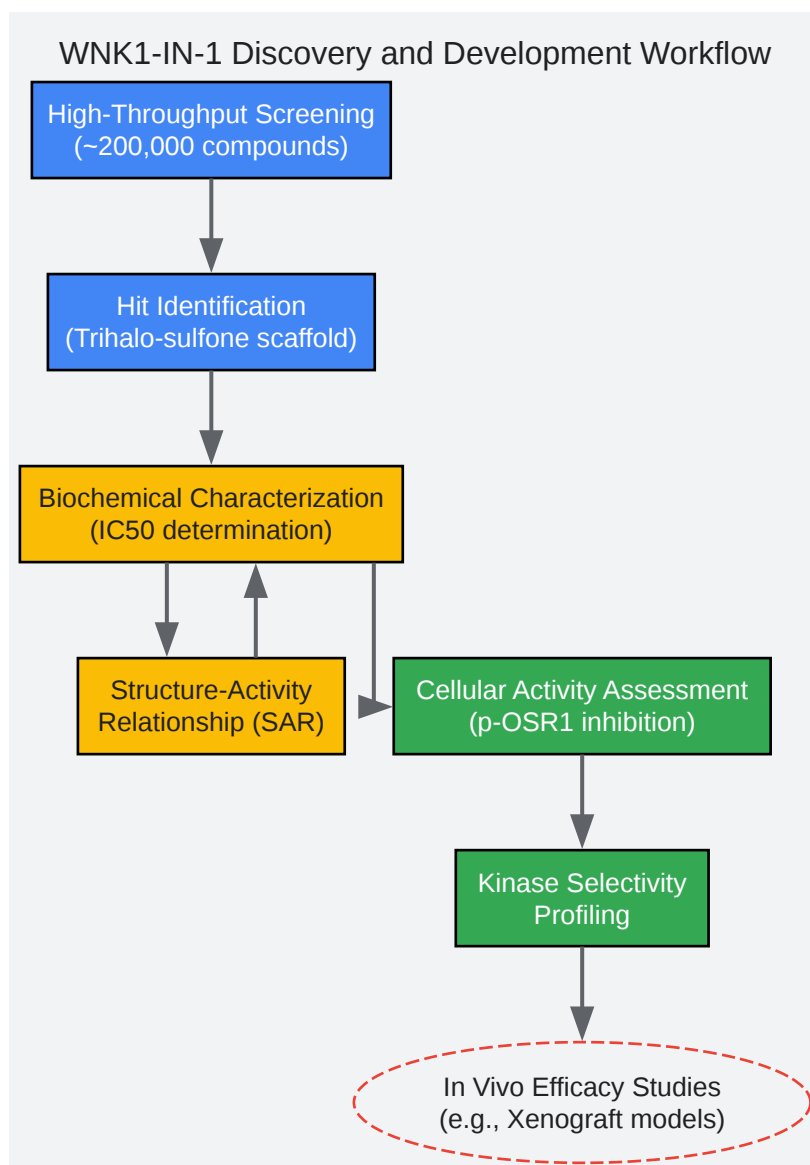 WNK1-IN-1 Discovery and Development Workflow
High-Throughput Screening
(~200,000 compounds)
Hit Identification
(Trihalo-sulfone scaffold)
Biochemical Characterization
(IC50 determination)
Structure-Activity
Relationship (SAR)
Cellular Activity Assessment
(p-OSR1 inhibition)
Kinase Selectivity
Profiling
In Vivo Efficacy Studies
(e.g., Xenograft models)